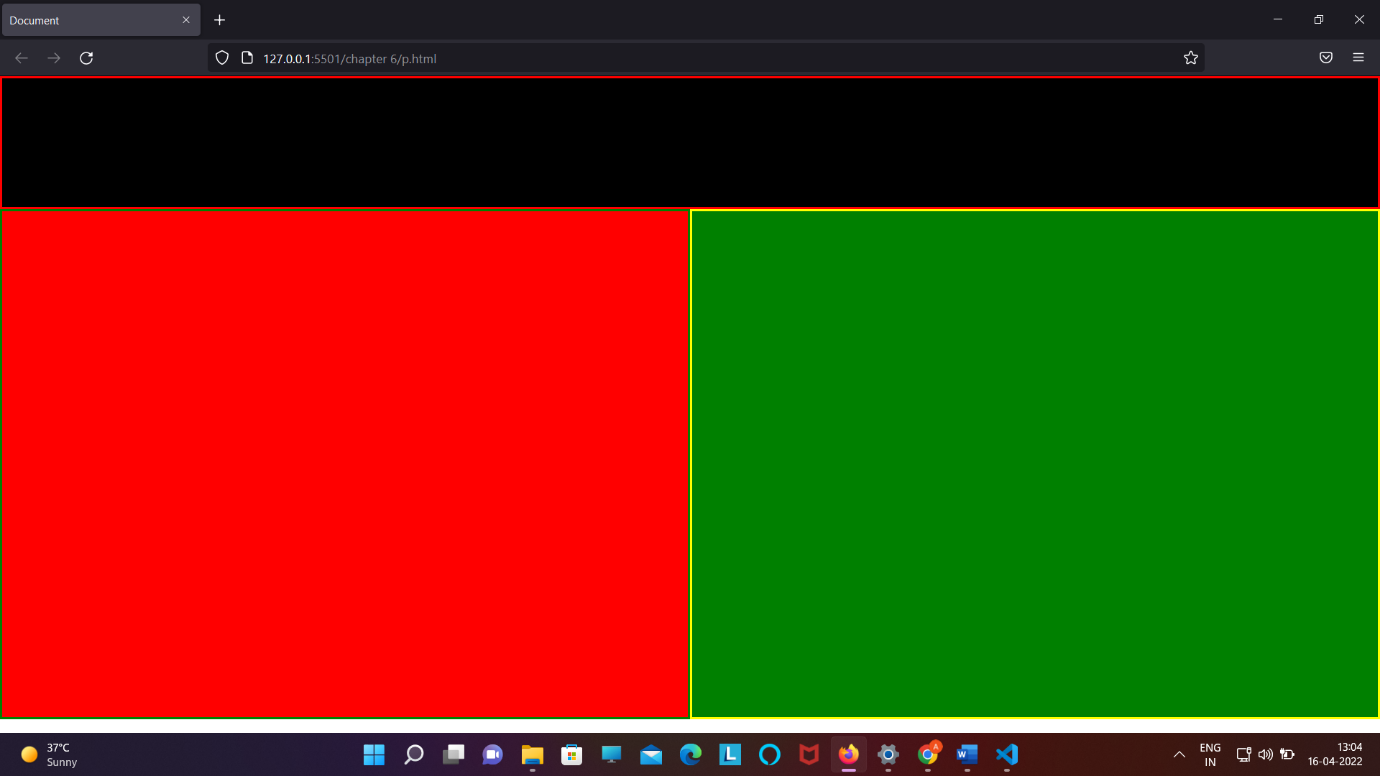 Document
127.0.0.1:5501/chapter 6/p.html
37°C
Sunny
L
A
W
ENG
IN
13:04
16-04-2022